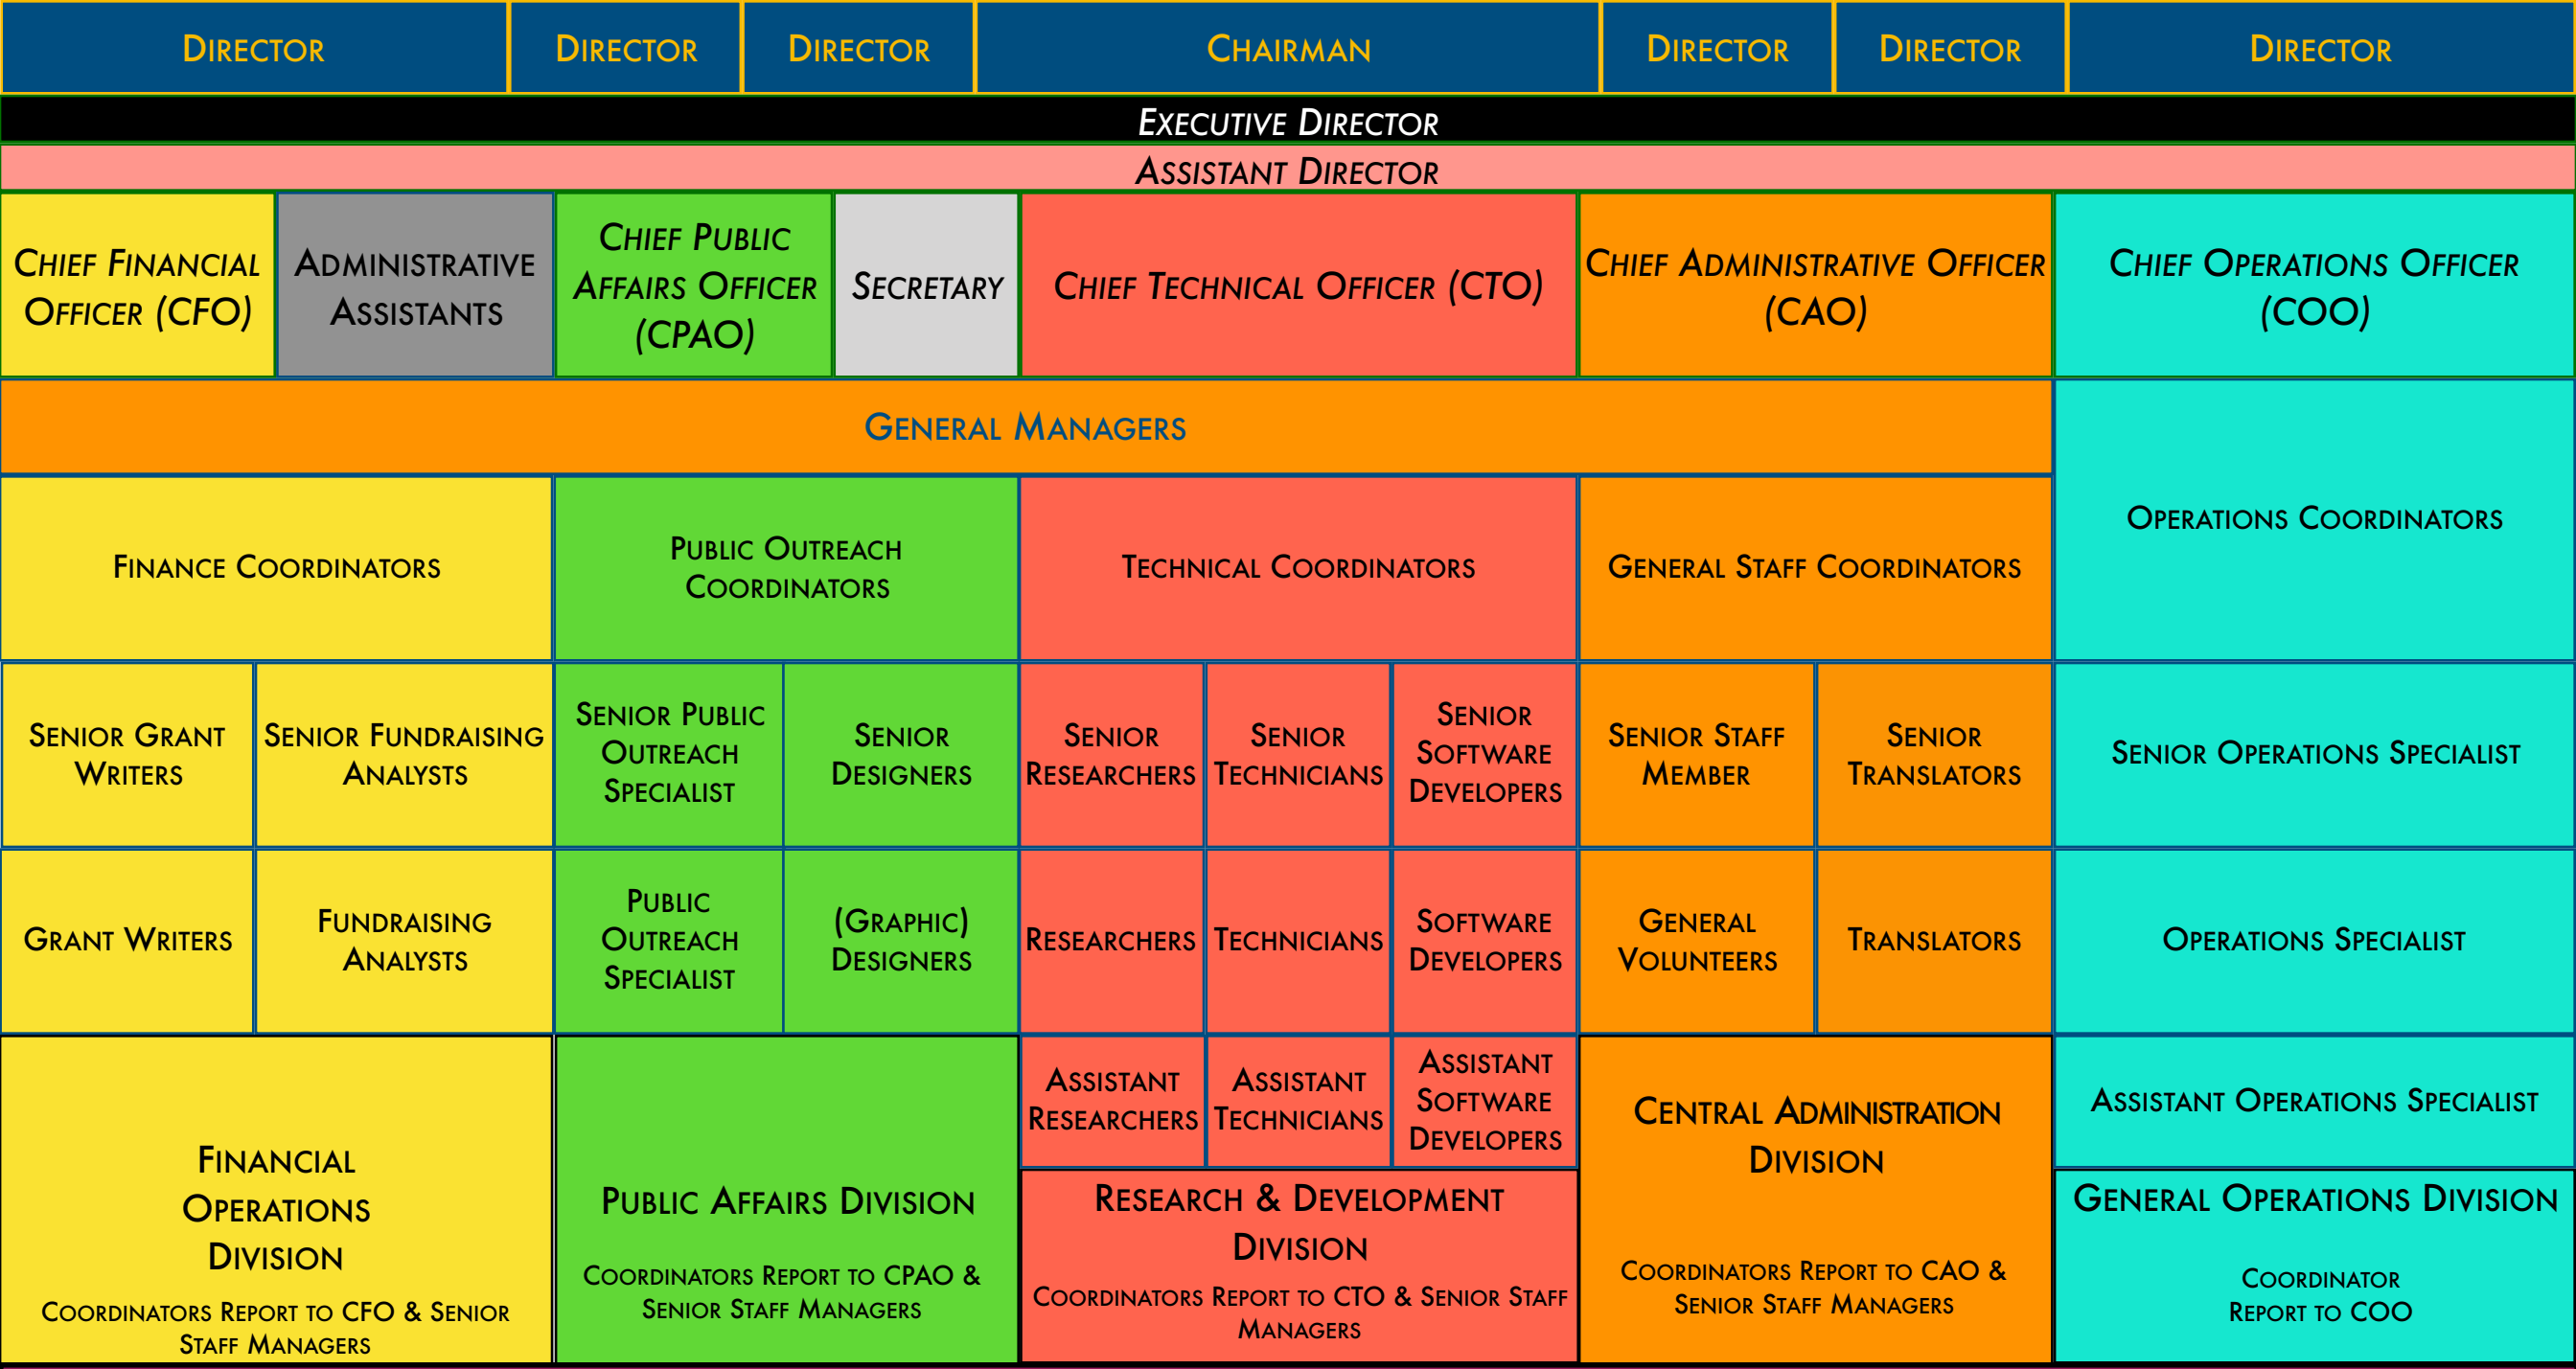 Director
Director
Director
Chairman
Director
Director
Director
Executive Director
Assistant Director
Chief Financial
Officer (CFO)
Administrative
Assistants
Chief Public
Affairs Officer
(CPAO)
Secretary
Chief Technical Officer (CTO)
Chief Administrative Officer
(CAO)
Chief Operations Officer
(COO)
General Managers
Finance Coordinators
Public Outreach
Coordinators
Technical Coordinators
General Staff Coordinators
Operations Coordinators
Senior Grant
Writers
Senior Fundraising
Analysts
Senior Public
Outreach
Specialist
Senior
Designers
Senior
Researchers
Senior
Technicians
Senior
Software
Developers
Senior Staff
Member
Senior
Translators
Senior Operations Specialist
Grant Writers
Fundraising
Analysts
Public
Outreach
Specialist
(Graphic)
Designers
Researchers
Technicians
Software
Developers
General
Volunteers
Translators
Operations Specialist
Financial
Operations
Division
Coordinators Report to CFO & Senior
Staff Managers
Public Affairs Division
Coordinators Report to CPAO &
Senior Staff Managers
Assistant
Researchers
Assistant
Technicians
Assistant
Software
Developers
Research & Development
Division
Coordinators Report to CTO & Senior Staff
Managers
Central Administration
Division
Coordinators Report to CAO &
Senior Staff Managers
Assistant Operations Specialist
General Operations Division
Coordinator
Report to COO